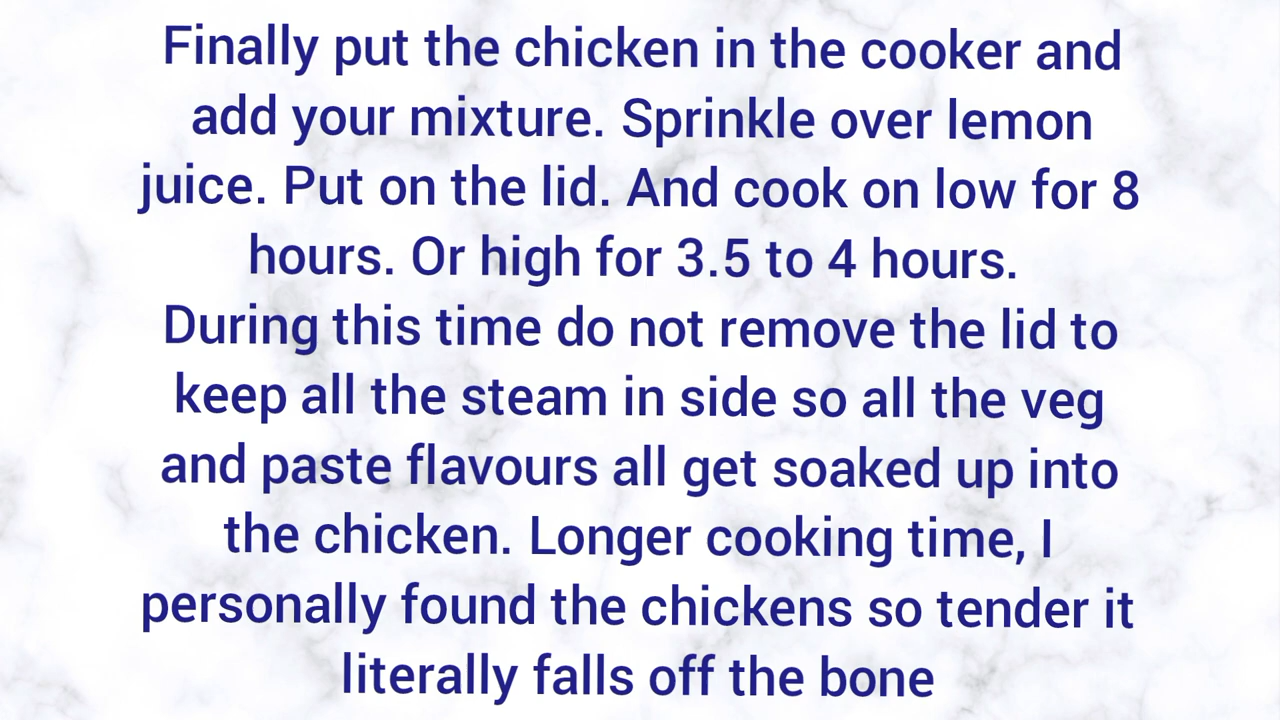 Finally put the chicken in the cooker and
add your mixture. Sprinkle over lemon
juice. Put on the lid. And cook on low for 8
hours. Or high for 3.5 to 4 hours.
During this time do not remove the lid to
keep all the steam in side so all the veg
and paste flavours all get soaked up into
the chicken. Longer cooking time, I
personally found the chickens so tender it
literally falls off the bone